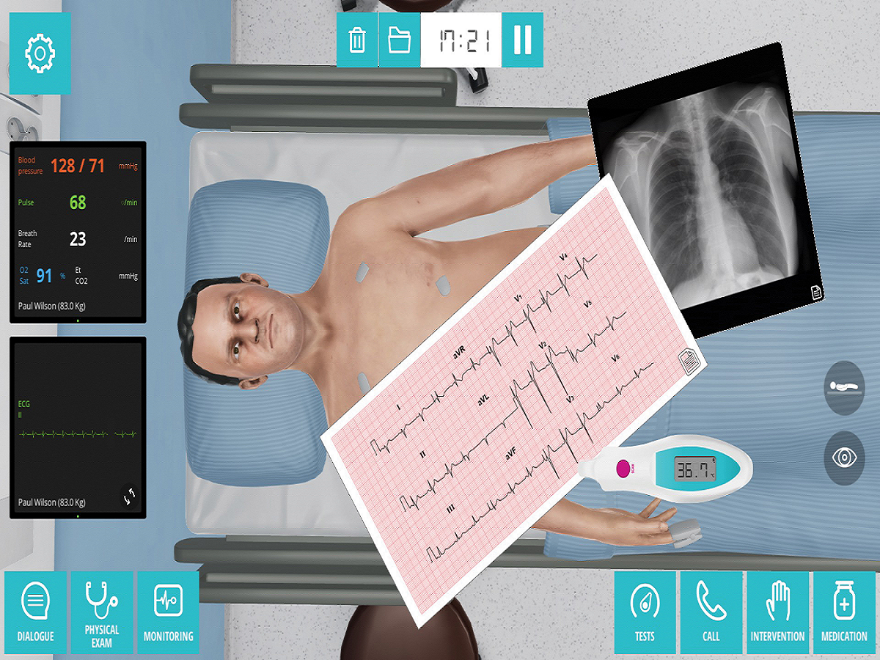 17:21
Blood
pressure
128 / 71
mmHg
Pulse
68
/min
Breath
Rate
23
/min
O2
Sat
91
%
Et
CO2
mmHg
Paul Wilson (83.0 Kg)
ECG
II
Paul Wilson (83.0 Kg)
I
II
III
aVR
aVL
aVF
V1
V2
V3
V4
V6
36.7
DIALOGUE
PHYSICAL
EXAM
MONITORING
TESTS
CALL
INTERVENTION
MEDICATION